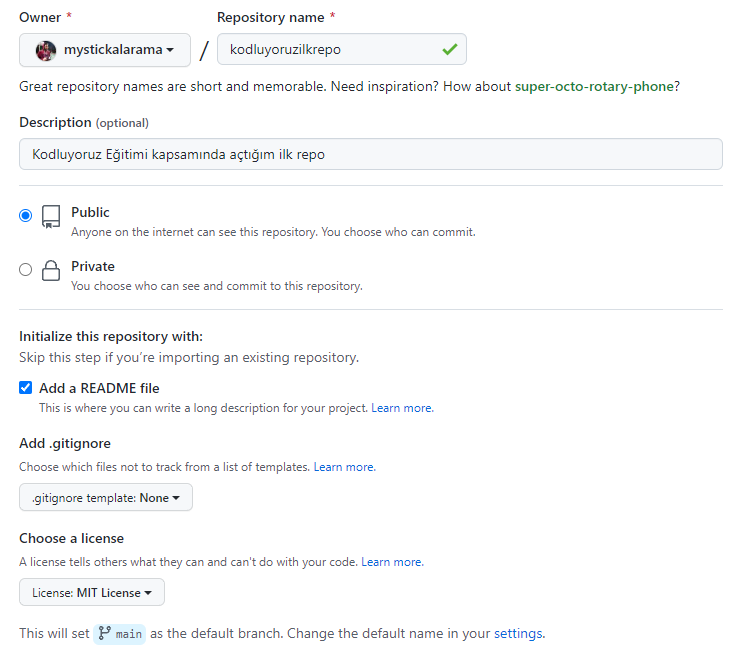 Owner *
Repository name *
mystickalarama
/
kodluyoruzilkrepo
Great repository names are short and memorable. Need inspiration? How about super-octo-rotary-phone?
Description (optional)
Kodluyoruz Eğitimi kapsamında açtığım ilk repo
Public
Anyone on the internet can see this repository. You choose who can commit.
Private
You choose who can see and commit to this repository.
Initialize this repository with:
Skip this step if you’re importing an existing repository.
Add a README file
This is where you can write a long description for your project. Learn more.
Add .gitignore
Choose which files not to track from a list of templates. Learn more.
.gitignore template: None
Choose a license
A license tells others what they can and can't do with your code. Learn more.
License: MIT License
This will set main as the default branch. Change the default name in your settings.